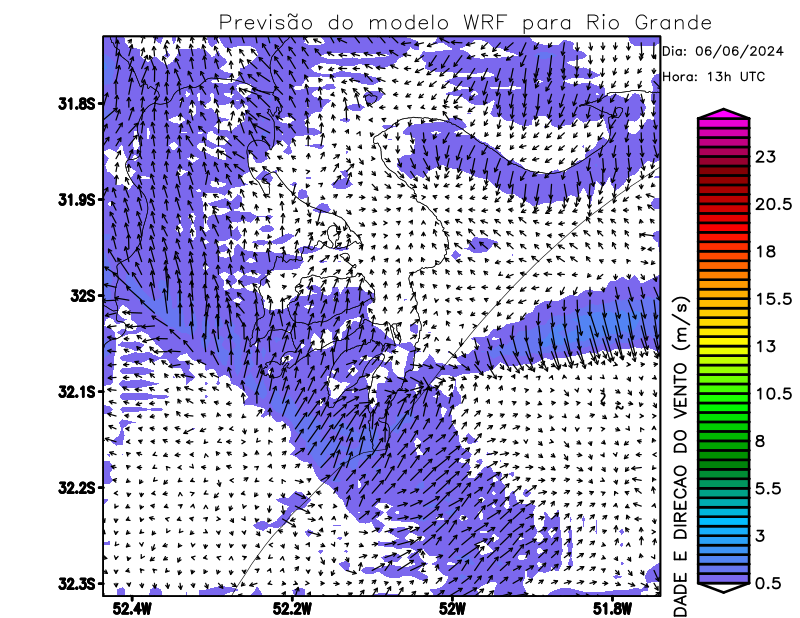 Previsão do modelo WRF para Rio Grande
Dia: 06/06/2024
Hora: 13h UTC
31.8S
31.9S
32S
32.1S
32.2S
32.3S
52.4W
52.2W
52W
51.8W
23
20.5
18
15.5
13
10.5
8
5.5
3
0.5
DADE E DIRECAO DO VENTO (m/s)